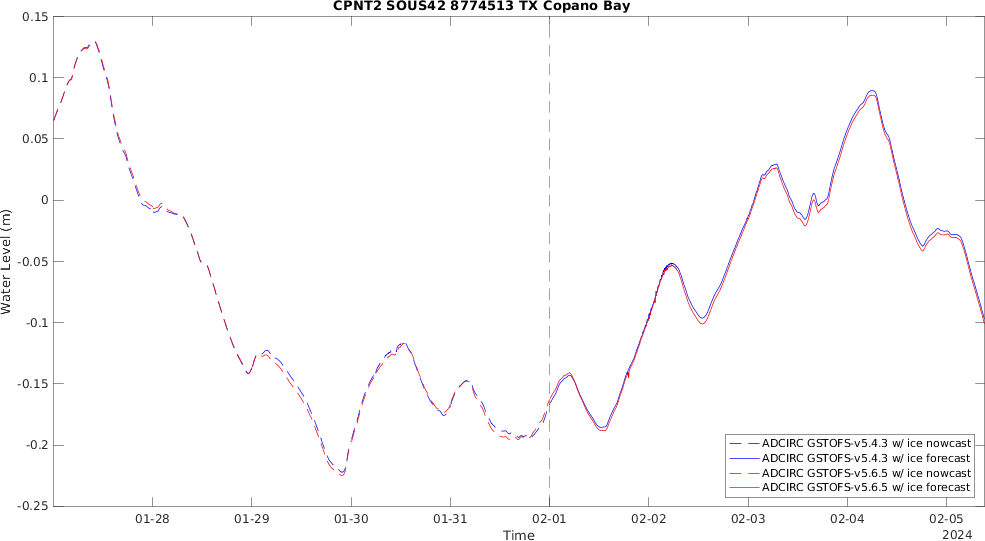 CPNT2 SOUS42 8774513 TX Copano Bay
0.15
0.1
0.05
0
-0.05
-0.1
-0.15
-0.2
-0.25
Water Level (m)
ADCIRC GSTOFS-v5.4.3 w/ ice nowcast
ADCIRC GSTOFS-v5.4.3 w/ ice forecast
ADCIRC GSTOFS-v5.6.5 w/ ice nowcast
ADCIRC GSTOFS-v5.6.5 w/ ice forecast
01-28 01-29 01-30 01-31 02-01 02-02 02-03 02-04 02-05
Time
2024